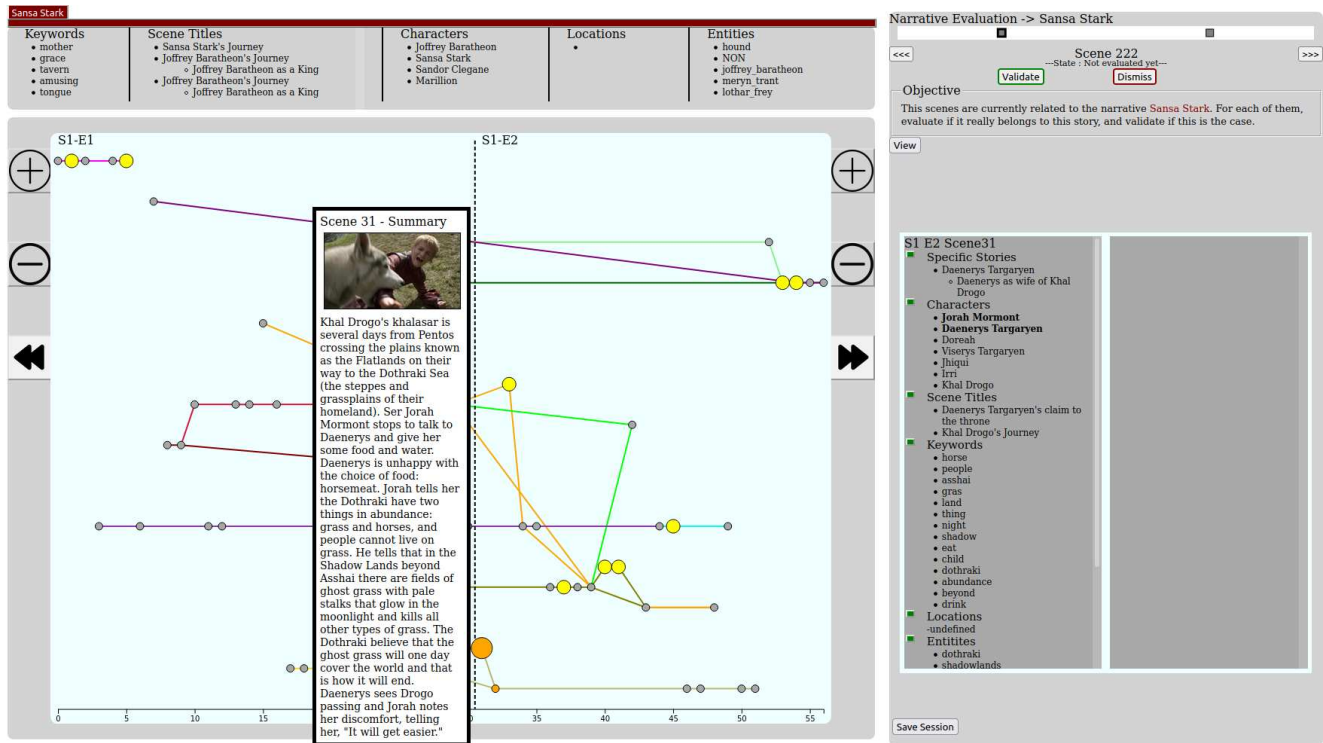 Sansa Stark
Keywords
mother
grace
tavern
amusing
tongue
Scene Titles
Sansa Stark's Journey
Joffrey Baratheon's Journey
Joffrey Baratheon as a King
Joffrey Baratheon's Journey
Joffrey Baratheon as a King
Characters
Joffrey Baratheon
Sansa Stark
Sandor Clegane
Marillion
Locations
Entities
hound
NON
joffrey_baratheon
meryn_trant
lothar_frey
S1-E1
S1-E2
Scene 31 - Summary
Khal Drogo's khalasar is
several days from Pentos
crossing the plains known
as the Flatlands on their
way to the Dothraki Sea
(the steppes and
grassplains of their
homeland). Ser Jorah
Mormont stops to talk to
Daenerys and give her
some food and water.
Daenerys is unhappy with
the choice of food:
horsemeat. Jorah tells her
the Dothraki have two
things in abundance:
grass and horses, and
people cannot live on
grass. He tells that in the
Shadow Lands beyond
Asshai there are fields of
ghost grass with pale
stalks that glow in the
moonlight and kills all
other types of grass. The
Dothraki believe that the
ghost grass will one day
cover the world and that
is how it will end.
Daenerys sees Drogo
passing and Jorah notes
her discomfort, telling
her, "It will get easier."
0 5 10 15 35 40 45 50 55
Narrative Evaluation -> Sansa Stark
<<< Scene 222 >>>
---State : Not evaluated yet---
Validate Dismiss
Objective
This scenes are currently related to the narrative Sansa Stark. For each of them,
evaluate if it really belongs to this story, and validate if this is the case.
View
S1 E2 Scene31
Specific Stories
Daenerys Targaryen
Daenerys as wife of Khal
Drogo
Characters
Jorah Mormont
Daenerys Targaryen
Doreah
Viserys Targaryen
Jhiqui
Irri
Khal Drogo
Scene Titles
Daenerys Targaryen's claim to
the throne
Khal Drogo's Journey
Keywords
horse
people
asshai
gras
land
thing
night
shadow
eat
child
dothraki
abundance
beyond
drink
Locations
-undefined
Entitites
dothraki
shadowlands
Save Session